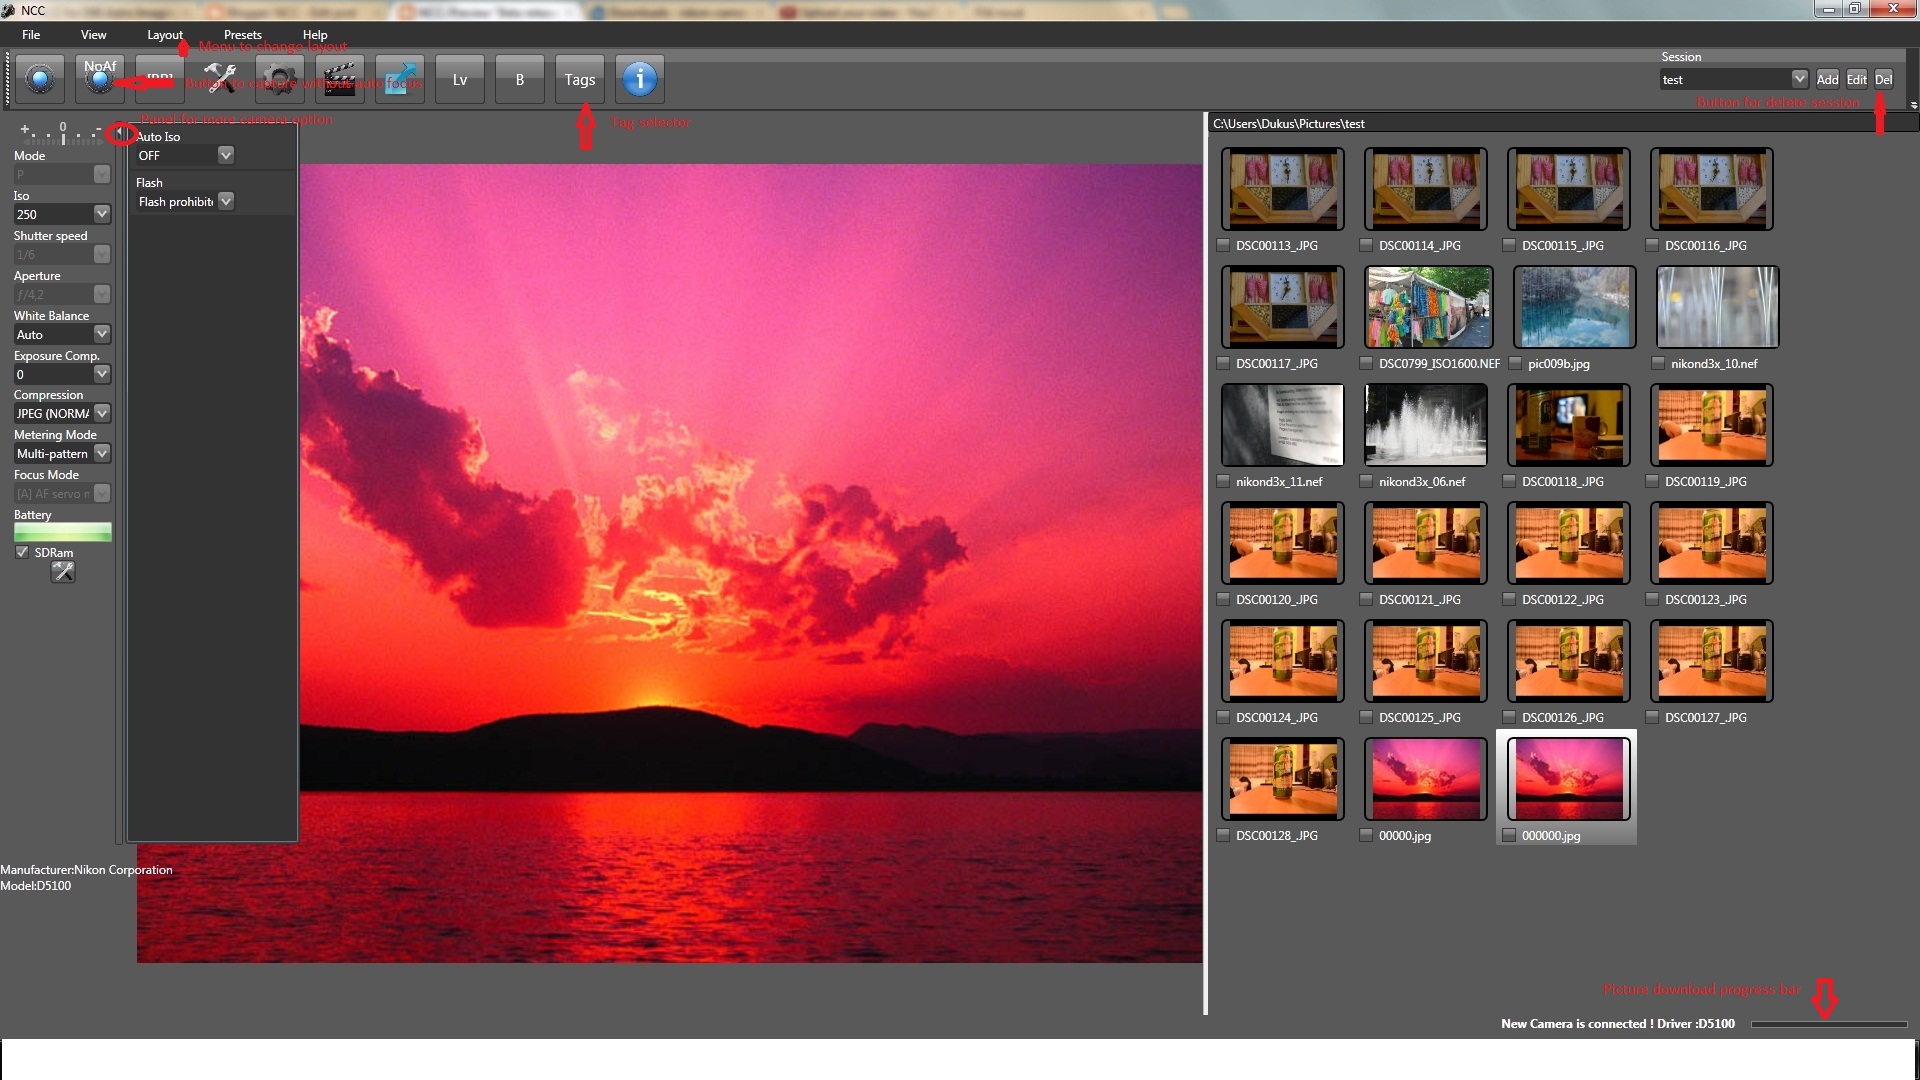 NCC
File View Layout Presets Help
Menu to change layout
NoAf
Button to capture without auto focus
Lv
B
Tags
Session
test
Add Edit Del
Button for delete session
Panel for more camera option
Tag selector
+ 0 -
Mode
P
Iso
250
Shutter speed
1/6
Aperture
ƒ/4,2
White Balance
Auto
Exposure Comp.
0
Compression
JPEG (NORMA
Metering Mode
Multi-pattern
Focus Mode
[A] AF servo
Battery
SDRam
Auto Iso
OFF
Flash
Flash prohibite
Manufacturer:Nikon Corporation
Model:D5100
C:\Users\Dukus\Pictures\test
DSC00113_JPG DSC00114_JPG DSC00115_JPG DSC00116_JPG
DSC00117_JPG DSC0799_ISO1600.NEF pic009b.jpg nikond3x_10.nef
nikond3x_11.nef nikond3x_06.nef DSC00118_JPG DSC00119_JPG
DSC00120_JPG DSC00121_JPG DSC00122_JPG DSC00123_JPG
DSC00124_JPG DSC00125_JPG DSC00126_JPG DSC00127_JPG
DSC00128_JPG 00000.jpg 000000.jpg
Picture download progress bar
New Camera is connected ! Driver :D5100